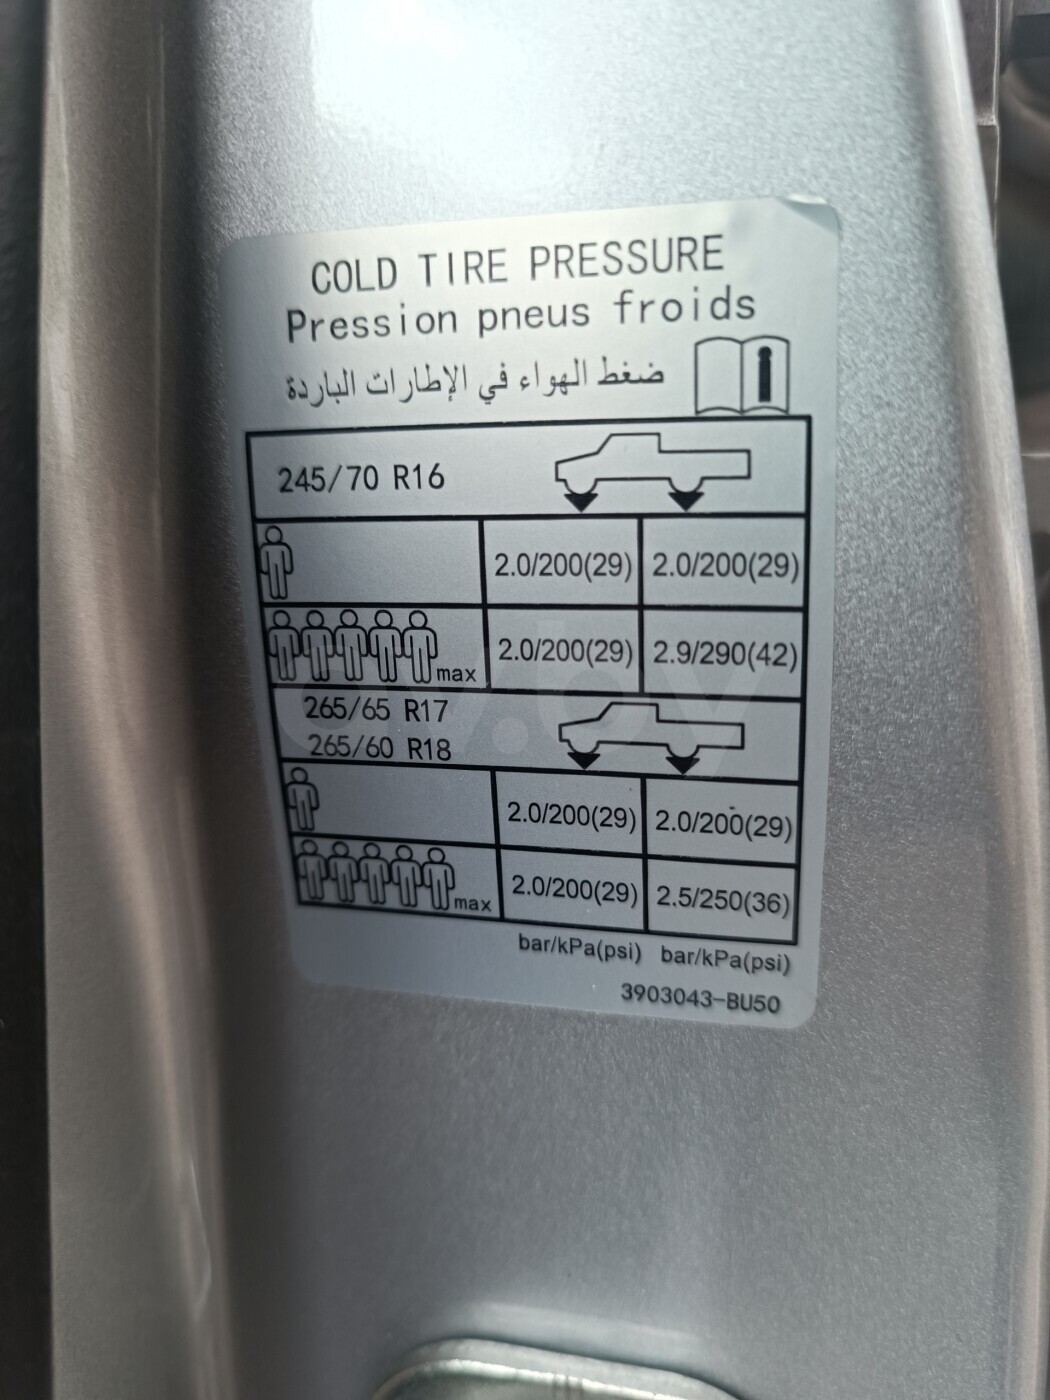 COLD TIRE PRESSURE
Pression pneus froids
ضغط الهواء في الإطارات الباردة
245/70 R16
2.0/200(29) 2.0/200(29)
max 2.0/200(29) 2.9/290(42)
265/65 R17
265/60 R18
2.0/200(29) 2.0/200(29)
max 2.0/200(29) 2.5/250(36)
bar/kPa(psi) bar/kPa(psi)
3903043-BU50